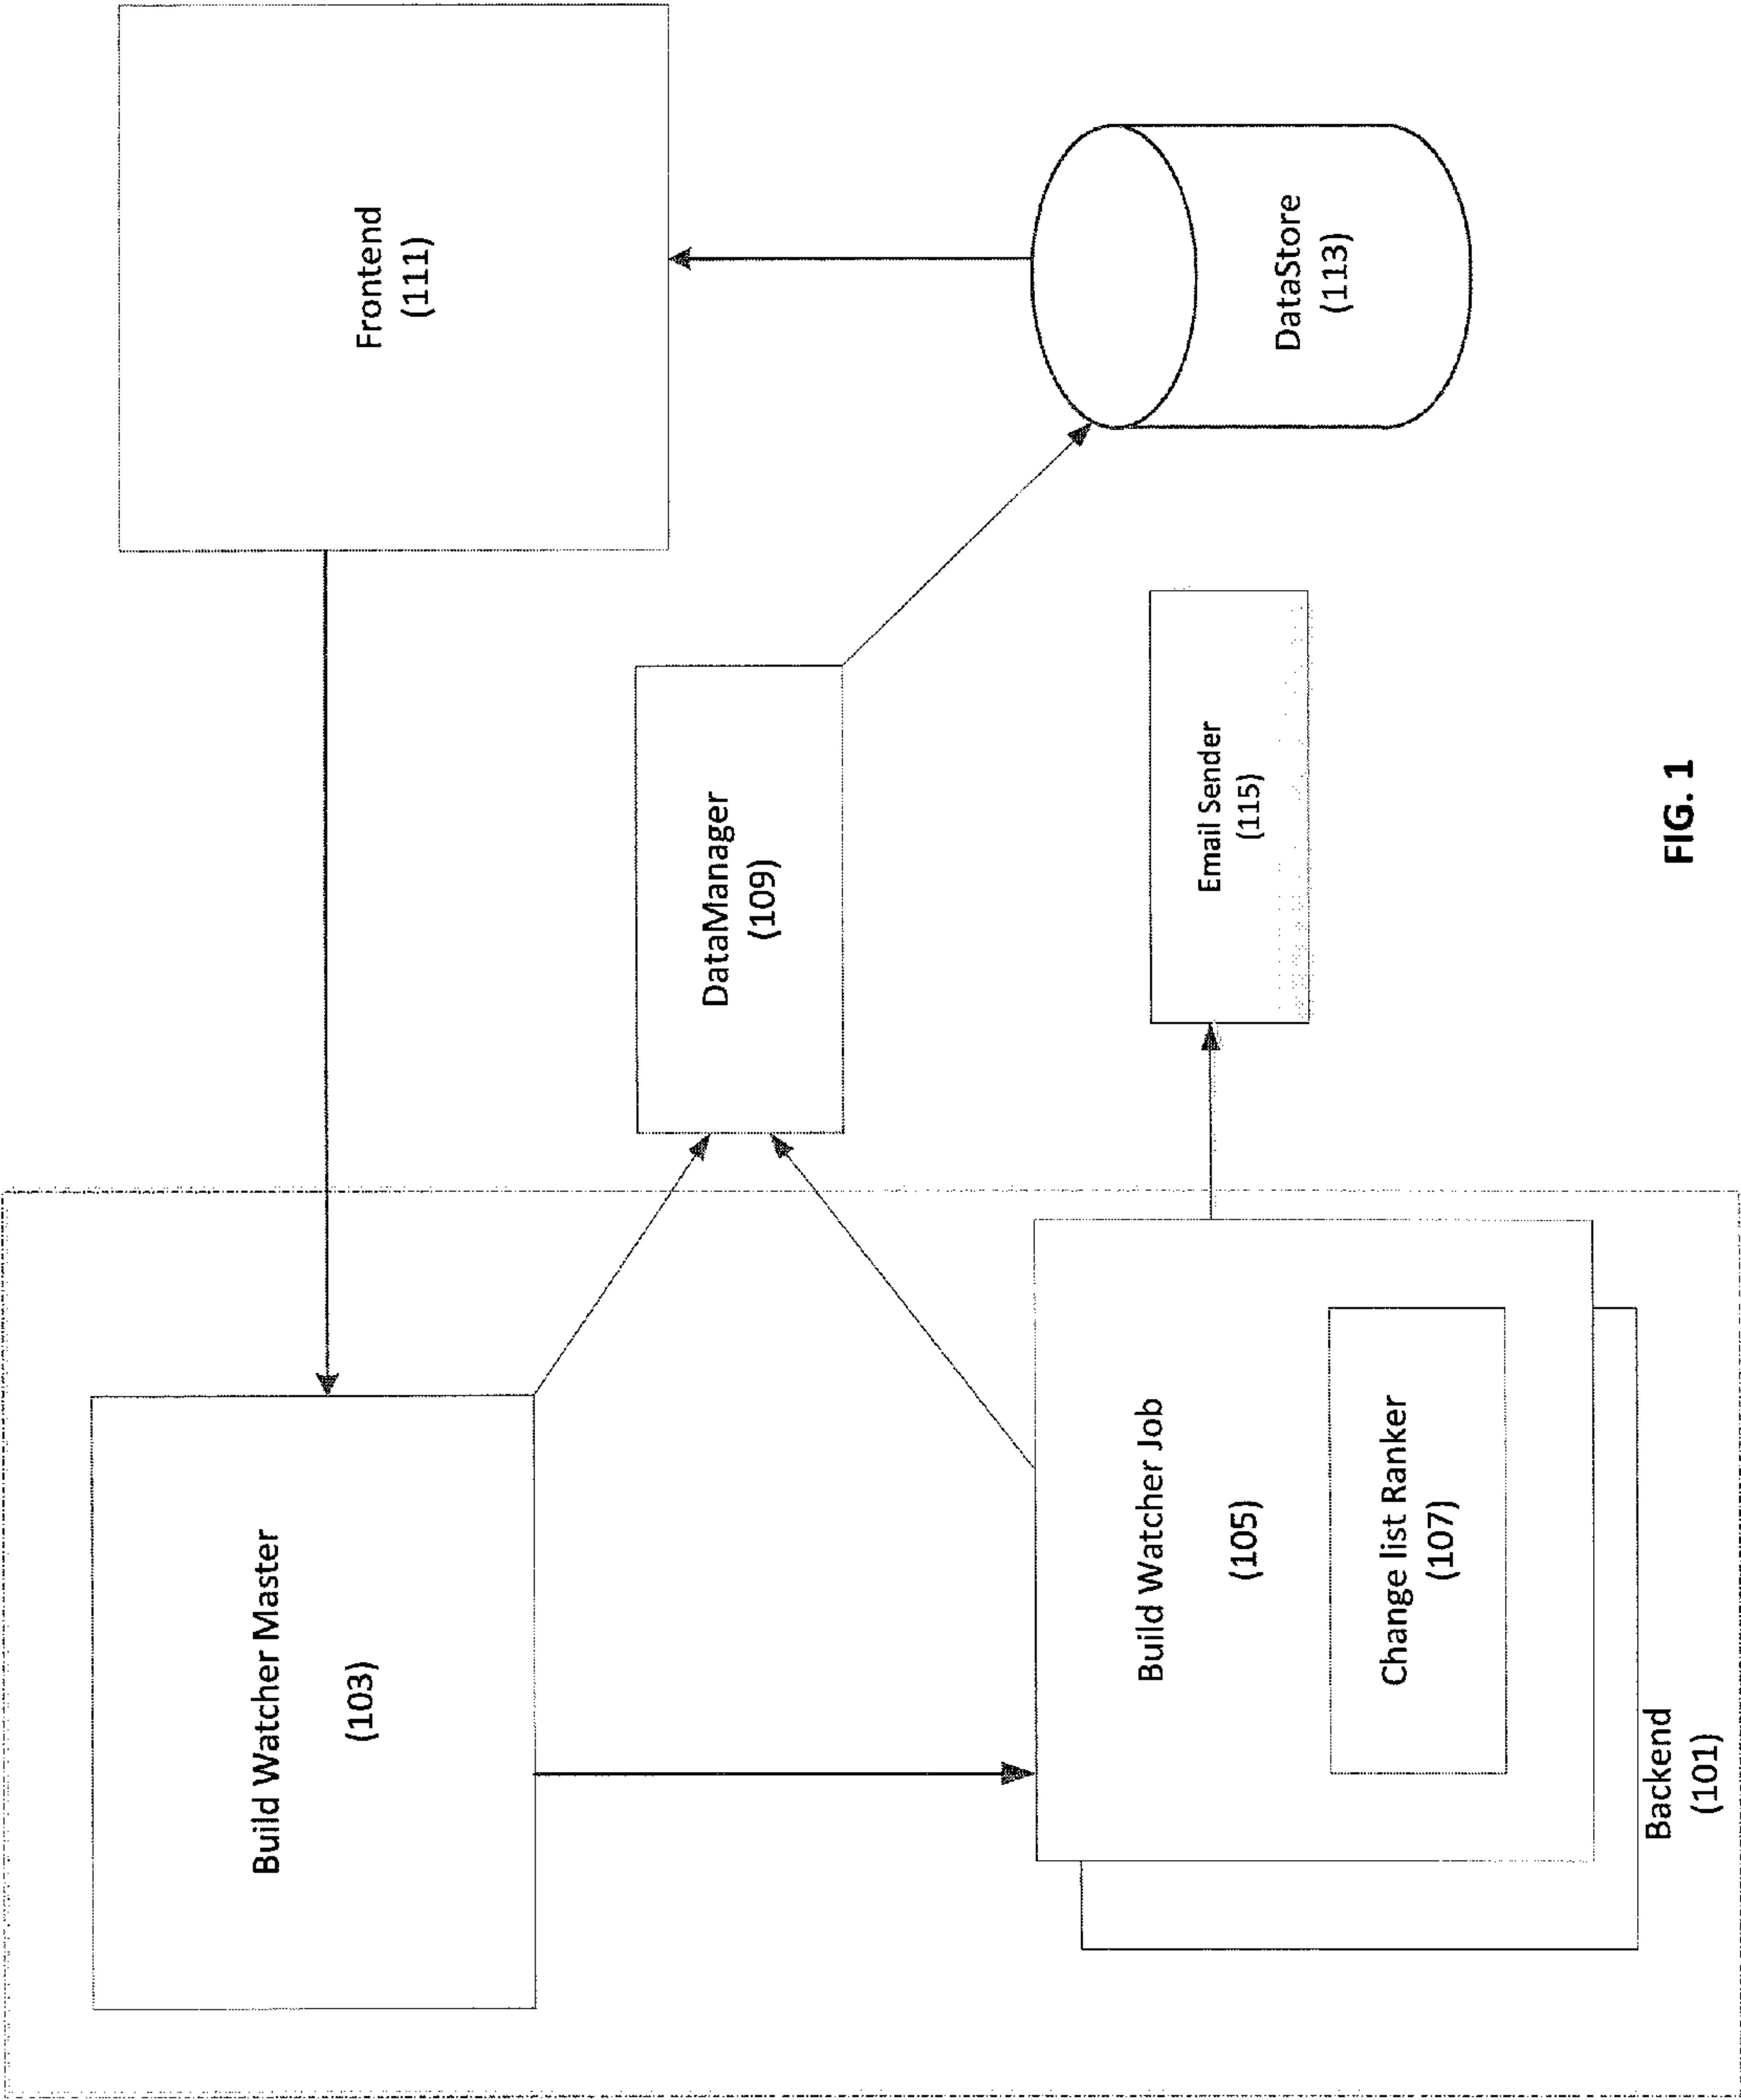 Build Watcher Master
(103)
Frontend
(111)
DataManager
(109)
Build Watcher Job
(105)
Change list Ranker
(107)
Email Sender
(115)
DataStore
(113)
Backend
(101)
FIG. 1